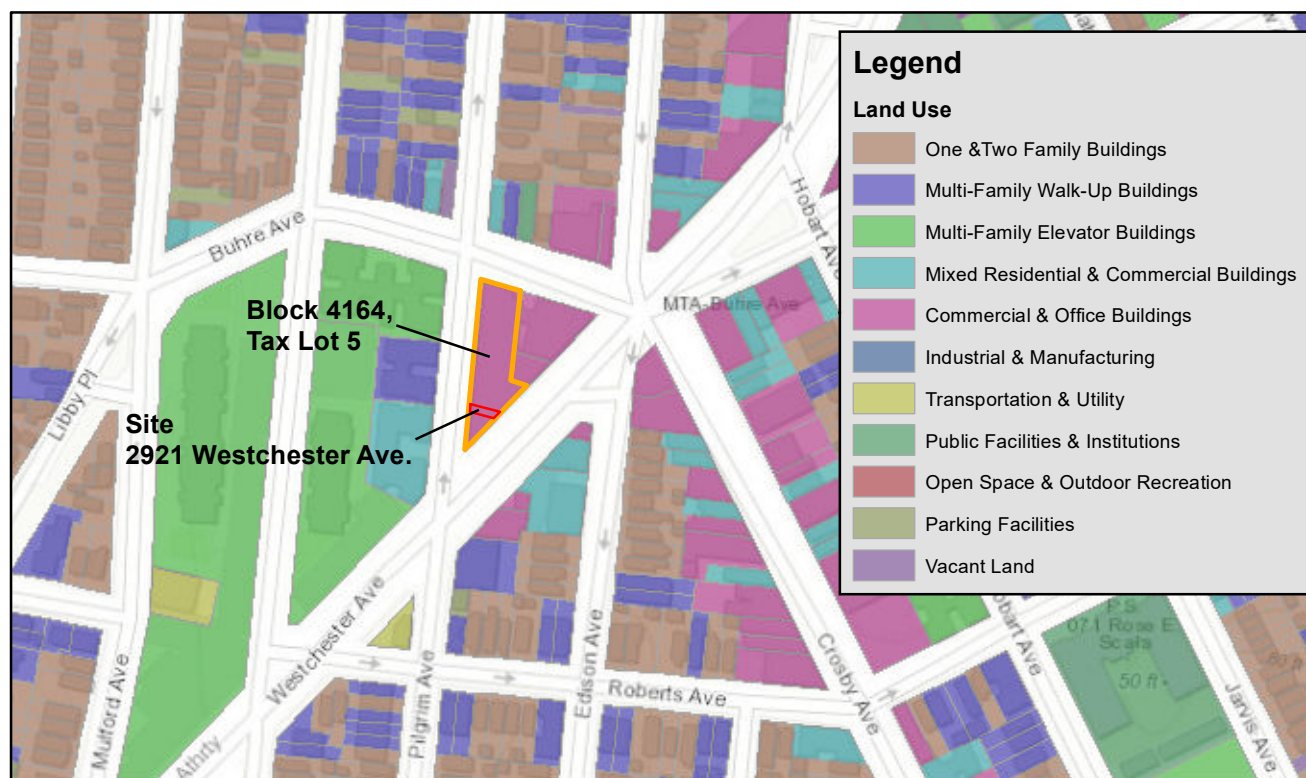 Legend
Land Use
One &Two Family Buildings
Multi-Family Walk-Up Buildings
Multi-Family Elevator Buildings
Mixed Residential & Commercial Buildings
Commercial & Office Buildings
Industrial & Manufacturing
Transportation & Utility
Public Facilities & Institutions
Open Space & Outdoor Recreation
Parking Facilities
Vacant Land
Buhre Ave
Hobart Ave
MTA-Buhre Ave
Block 4164,
Tax Lot 5
Libby Pl
Site
2921 Westchester Ave.
Westchester Ave
Mulford Ave
Pilgrim Ave
Edison Ave
Roberts Ave
Crosby Ave
Hobart Ave
P.S.
071 Rose E
Scala
50 ft
Jarvis Ave
Athrty